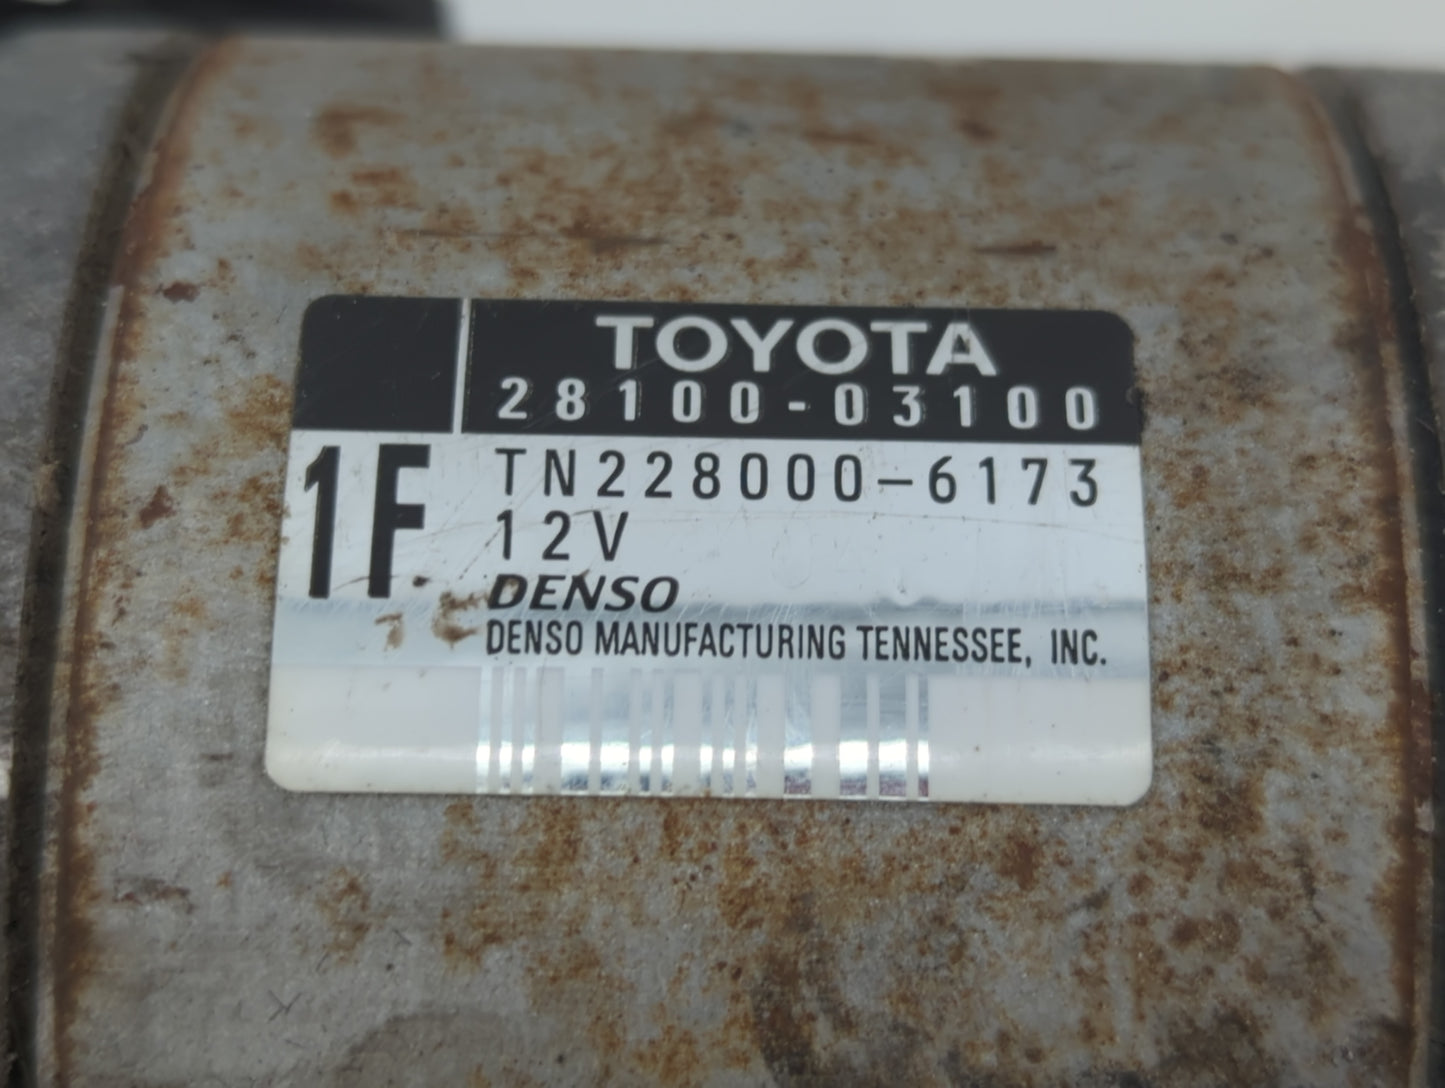 TOYOTA
28100-03100
1F
TN228000-6173
12V
DENSO
DENSO MANUFACTURING TENNESSEE, INC.